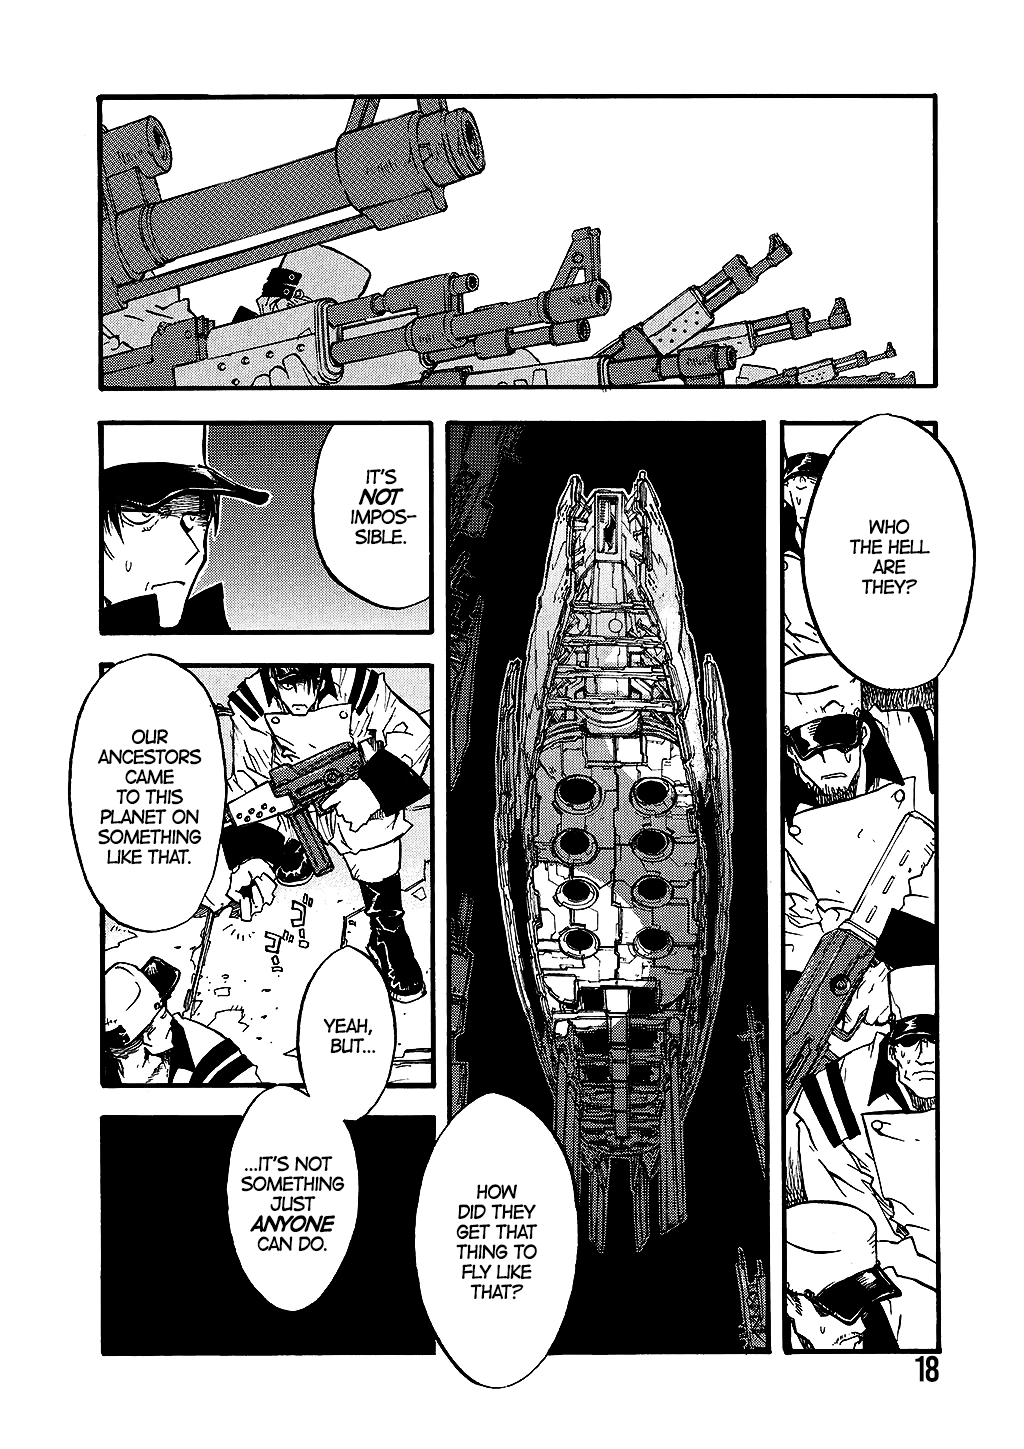 WHO
THE HELL
ARE
THEY?
HOW
DID THEY
GET THAT
THING TO
FLY LIKE
THAT?
IT'S
NOT
IMPOS-
SIBLE.
OUR
ANCESTORS
CAME
TO THIS
PLANET ON
SOMETHING
LIKE THAT.
ゴゴ
YEAH,
BUT...
...IT'S NOT
SOMETHING
JUST
ANYONE
CAN DO.
18